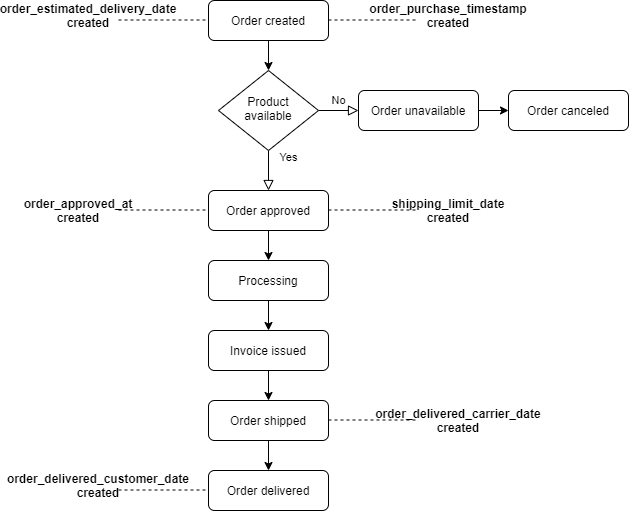 order_estimated_delivery_date
created
Order created
order_purchase_timestamp
created
Product
available
No
Order unavailable
Order canceled
Yes
order_approved_at
created
Order approved
shipping_limit_date
created
Processing
Invoice issued
Order shipped
order_delivered_carrier_date
created
order_delivered_customer_date
created
Order delivered